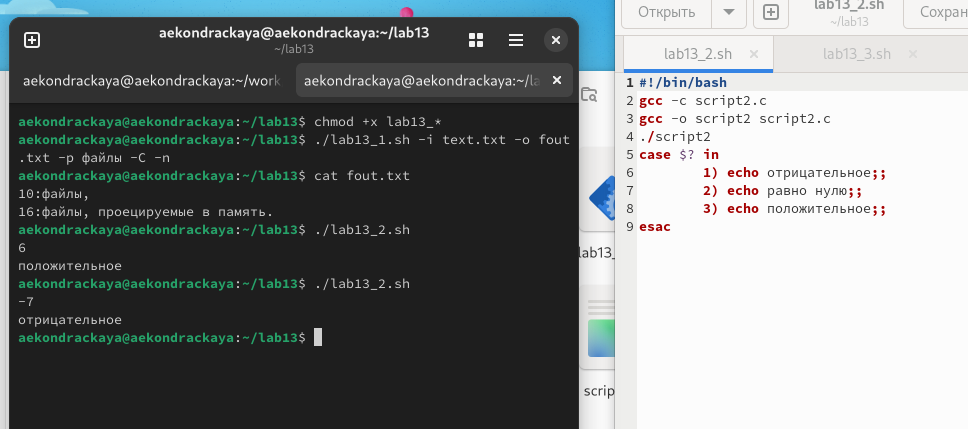 aekondrackaya@aekondrackaya:~/lab13
~/lab13
aekondrackaya@aekondrackaya:~/work
aekondrackaya@aekondrackaya:~/la
aekondrackaya@aekondrackaya:~/lab13$ chmod +x lab13_*
aekondrackaya@aekondrackaya:~/lab13$ ./lab13_1.sh -i text.txt -o fout
.txt -p файлы -C -n
aekondrackaya@aekondrackaya:~/lab13$ cat fout.txt
10:файлы,
16:файлы, проецируемые в память.
aekondrackaya@aekondrackaya:~/lab13$ ./lab13_2.sh
6
положительное
aekondrackaya@aekondrackaya:~/lab13$ ./lab13_2.sh
-7
отрицательное
aekondrackaya@aekondrackaya:~/lab13$
lab13_
scrip
Открыть
lab13_2.sh
~/lab13
Сохран
lab13_2.sh
lab13_3.sh
1 #!/bin/bash
2 gcc -c script2.c
3 gcc -o script2 script2.c
4 ./script2
5 case $? in
6 1) echo отрицательное;;
7 2) echo равно нулю;;
8 3) echo положительное;;
9 esac